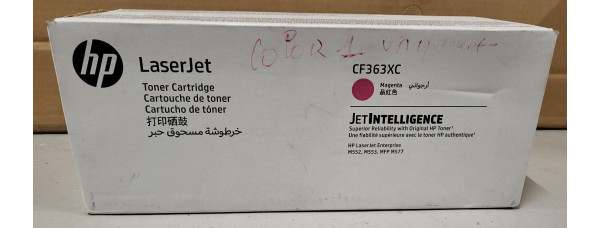 hp
LaserJet
Toner Cartridge
Cartouche de toner
Cartucho de tóner
打印硒鼓
خرطوشة مسحوق حبر
COLOR
CF363XC
Magenta أرجواني
品红色
JETINTELLIGENCE
Superior Reliability with Original HP Toner¹
Une fiabilité supérieure avec le toner HP authentique¹
HP LaserJet Enterprise
M552, M553, MFP M577